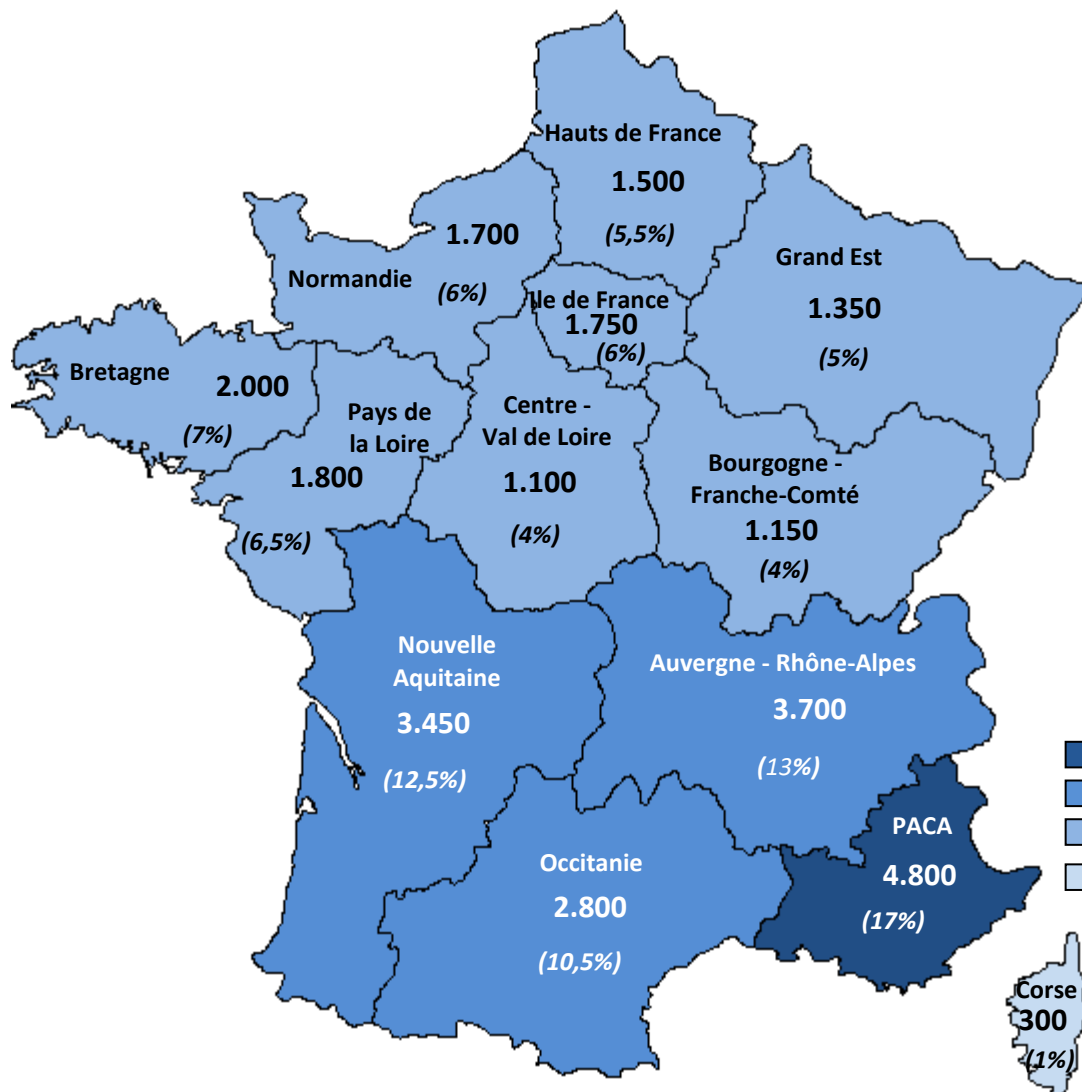 Hauts de France
1.500
(5,5%)
1.700
Normandie
(6%)
Ile de France
1.750
(6%)
Grand Est
1.350
(5%)
Bretagne
2.000
(7%)
Pays de
la Loire
1.800
(6,5%)
Centre -
Val de Loire
1.100
(4%)
Bourgogne -
Franche-Comté
1.150
(4%)
Nouvelle
Aquitaine
3.450
(12,5%)
Auvergne - Rhône-Alpes
3.700
(13%)
PACA
4.800
(17%)
Occitanie
2.800
(10,5%)
Corse
300
(1%)